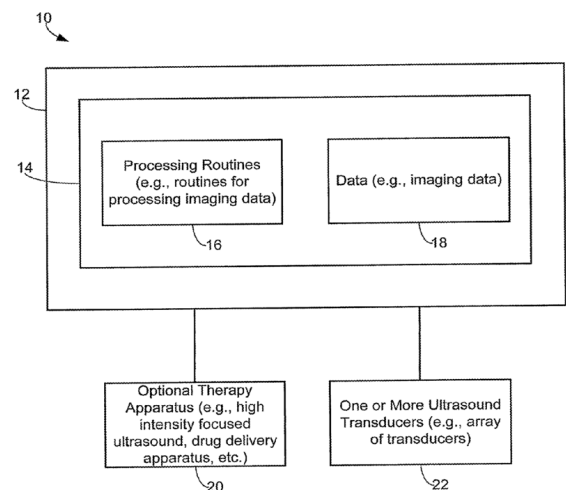 10
12
14
Processing Routines
(e.g., routines for
processing imaging data)
Data (e.g., imaging data)
16
18
Optional Therapy
Apparatus (e.g., high
intensity focused
ultrasound, drug delivery
apparatus, etc.)
One or More Ultrasound
Transducers (e.g., array
of transducers)
20
22